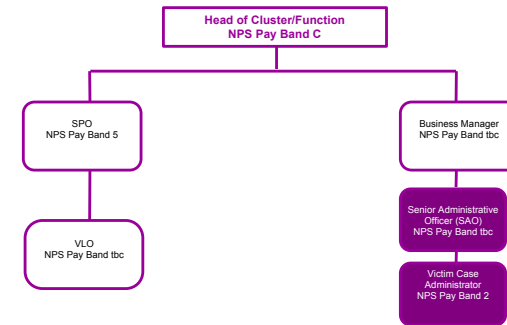 Head of Cluster/Function
NPS Pay Band C
SPO
NPS Pay Band 5
Business Manager
NPS Pay Band tbc
VLO
NPS Pay Band tbc
Senior Administrative
Officer (SAO)
NPS Pay Band tbc
Victim Case
Administrator
NPS Pay Band 2